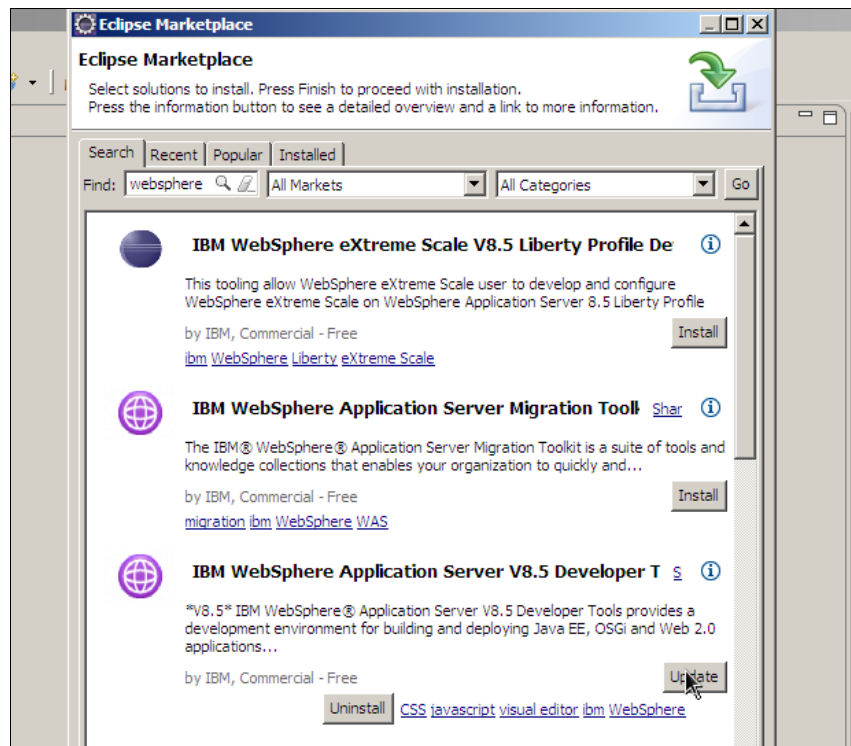 Eclipse Marketplace
Eclipse Marketplace
Select solutions to install. Press Finish to proceed with installation.
Press the information button to see a detailed overview and a link to more information.
Search Recent Popular Installed
Find: websphere All Markets All Categories Go
IBM WebSphere eXtreme Scale V8.5 Liberty Profile De
This tooling allow WebSphere eXtreme Scale user to develop and configure
WebSphere eXtreme Scale on WebSphere Application Server 8.5 Liberty Profile
by IBM, Commercial - Free Install
ibm WebSphere Liberty eXtreme Scale
IBM WebSphere Application Server Migration Toolk Shar
The IBM® WebSphere® Application Server Migration Toolkit is a suite of tools and
knowledge collections that enables your organization to quickly and...
by IBM, Commercial - Free Install
migration ibm WebSphere WAS
IBM WebSphere Application Server V8.5 Developer T S
*V8.5* IBM WebSphere® Application Server V8.5 Developer Tools provides a
development environment for building and deploying Java EE, OSGi and Web 2.0
applications...
by IBM, Commercial - Free Update
Uninstall CSS javascript visual editor ibm WebSphere